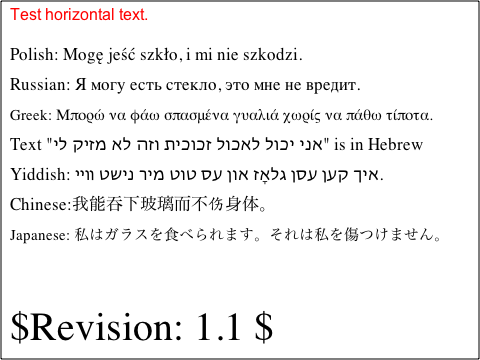 Test horizontal text.
Polish: Mogę jeść szkło, i mi nie szkodzi.
Russian: Я могу есть стекло, это мне не вредит.
Greek: Μπορώ να φάω σπασμένα γυαλιά χωρίς να πάθω τίποτα.
Text "אני יכול לאכול זכוכית וזה לא מזיק לי" is in Hebrew
Yiddish: איך קען עסן גלאָז און עס טוט מיר נישט וויי.
Chinese:我能吞下玻璃而不伤身体。
Japanese: 私はガラスを食べられます。それは私を傷つけません。
$Revision: 1.1 $